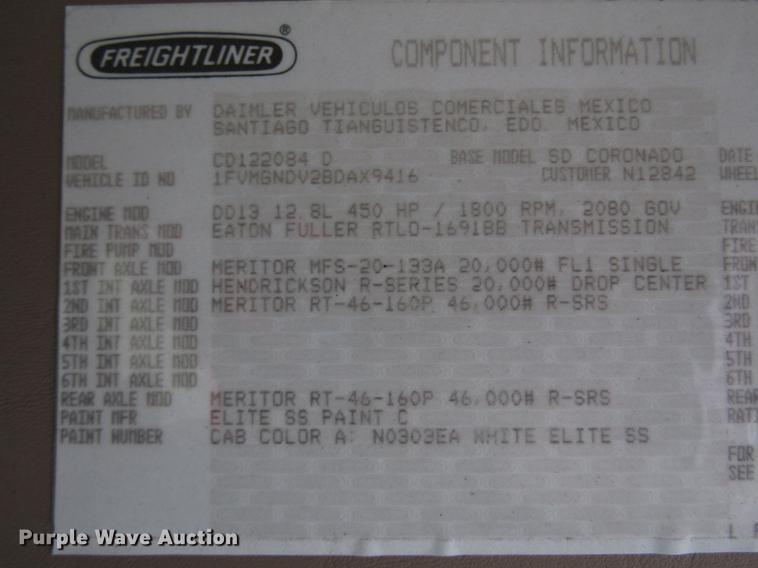 FREIGHTLINER®
COMPONENT INFORMATION
MANUFACTURED BY DAIMLER VEHICULOS COMERCIALES MEXICO
SANTIAGO TIANGUISTENCO, EDO. MEXICO
MODEL CD122084 D BASE MODEL SD CORONADO DATE
VEHICLE ID NO 1FVMGNDV2BDAX9416 CUSTOMER N12842 WHEEL
ENGINE MOD DD13 12.8L 450 HP / 1800 RPM, 2080 GOV ENGI
MAIN TRANS MOD EATON FULLER RTLO-16918B TRANSMISSION TRAN
FIRE PUMP MOD FIRE
FRONT AXLE MOD MERITOR MFS-20-133A 20,000# FL1 SINGLE FRON
1ST INT AXLE MOD HENDRICKSON R-SERIES 20,000# DROP CENTER 1ST
2ND INT AXLE MOD MERITOR RT-46-160P 46,000# R-SRS 2ND
3RD INT AXLE MOD 3RD
4TH INT AXLE MOD 4TH
5TH INT AXLE MOD 5TH
6TH INT AXLE MOD 6TH
REAR AXLE MOD MERITOR RT-46-160P 46,000# R-SRS REAR
PAINT MFR ELITE SS PAINT C RATI
PAINT NUMBER CAB COLOR A: N0303EA WHITE ELITE SS
FOR
SEE
Purple Wave Auction